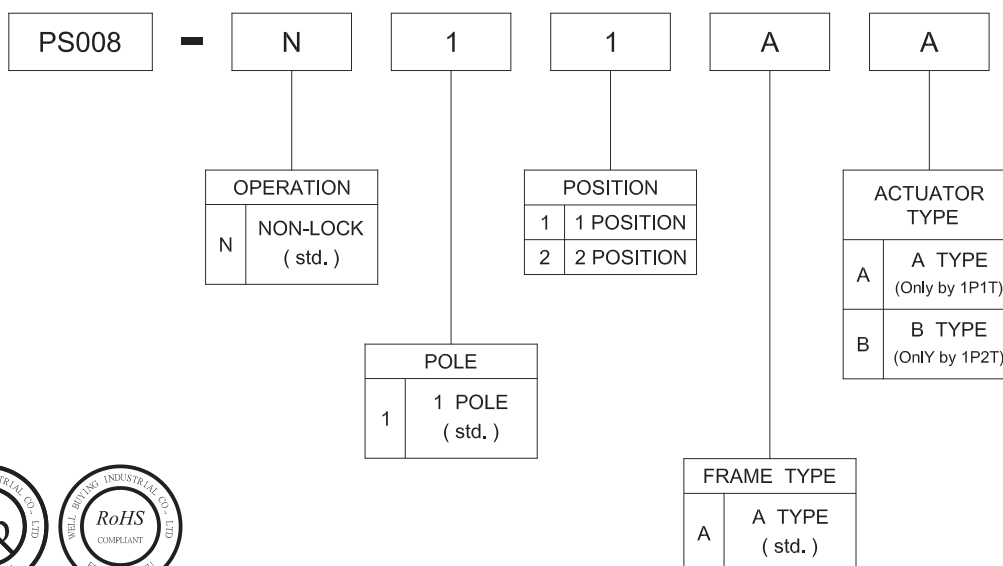 PS008 - N 1 1 A A
OPERATION
N NON-LOCK
( std. )
POSITION
1 1 POSITION
2 2 POSITION
ACTUATOR
TYPE
A A TYPE
(Only by 1P1T)
B B TYPE
(OnlY by 1P2T)
POLE
1 1 POLE
( std. )
FRAME TYPE
A A TYPE
( std. )
WELL BUYING INDUSTRIAL CO., LTD
RoHS
COMPLIANT